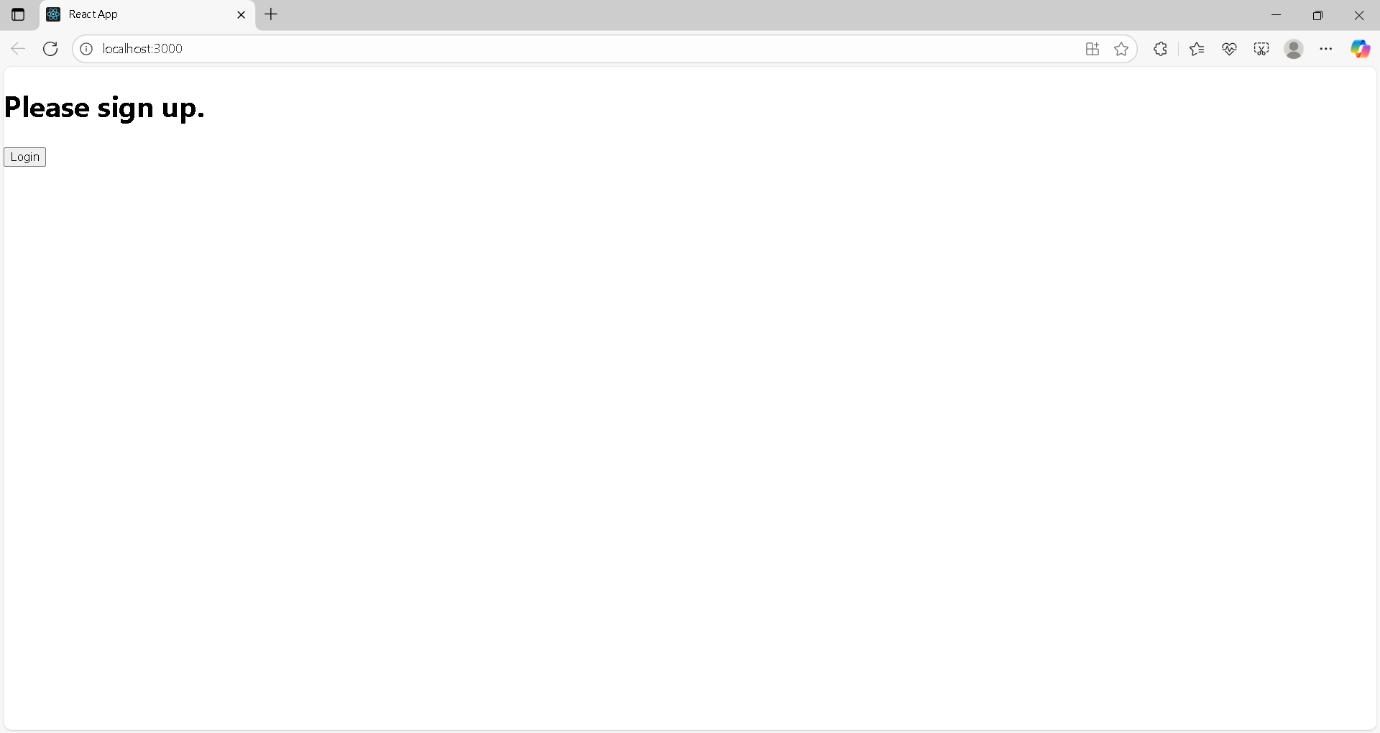 React App
localhost:3000
Please sign up.
Login